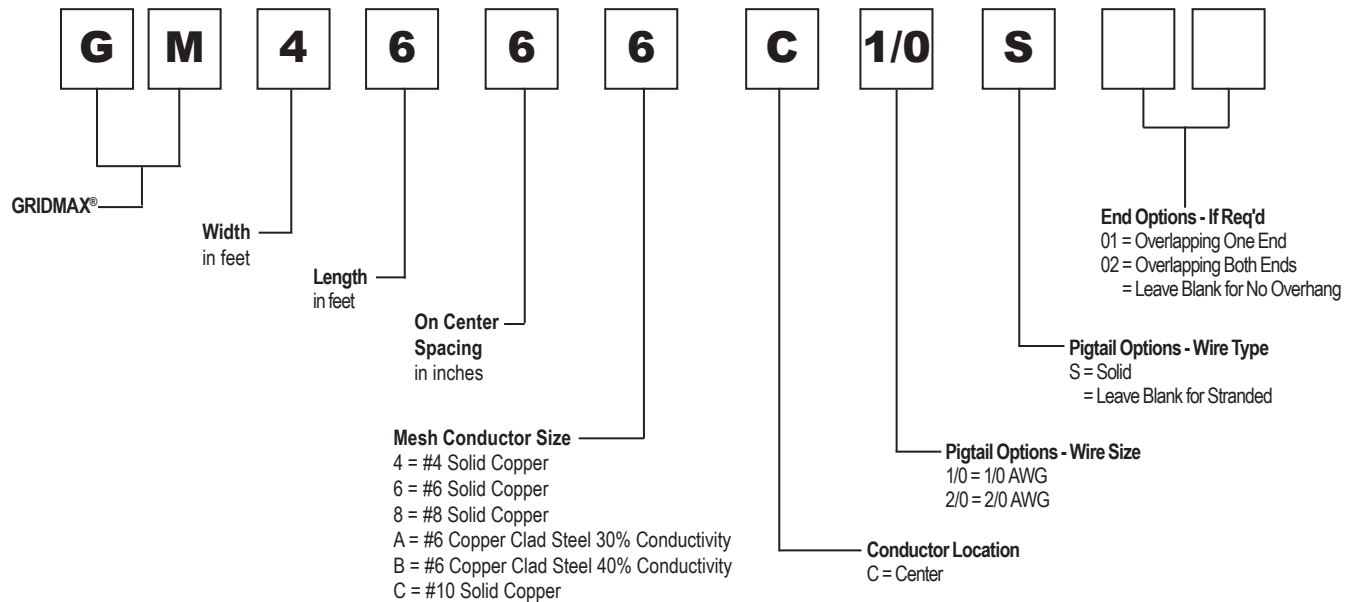 G M 4 6 6 6 C 1/0 S
GRIDMAX®
Width
in feet
Length
in feet
On Center
Spacing
in inches
Mesh Conductor Size
4 = #4 Solid Copper
6 = #6 Solid Copper
8 = #8 Solid Copper
A = #6 Copper Clad Steel 30% Conductivity
B = #6 Copper Clad Steel 40% Conductivity
C = #10 Solid Copper
Conductor Location
C = Center
Pigtail Options - Wire Size
1/0 = 1/0 AWG
2/0 = 2/0 AWG
Pigtail Options - Wire Type
S = Solid
= Leave Blank for Stranded
End Options - If Req'd
01 = Overlapping One End
02 = Overlapping Both Ends
= Leave Blank for No Overhang